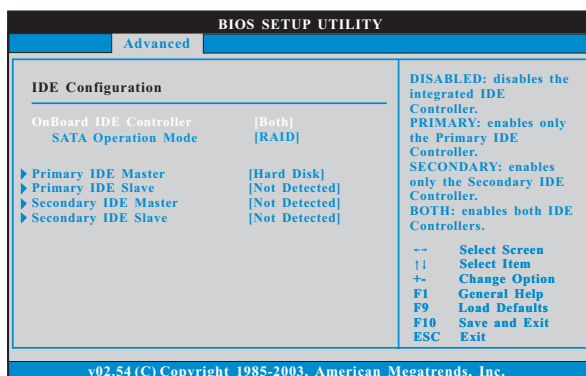 BIOS SETUP UTILITY
Advanced
IDE Configuration
OnBoard IDE Controller [Both]
SATA Operation Mode [RAID]
Primary IDE Master [Hard Disk]
Primary IDE Slave [Not Detected]
Secondary IDE Master [Not Detected]
Secondary IDE Slave [Not Detected]
DISABLED: disables the
integrated IDE
Controller.
PRIMARY: enables only
the Primary IDE
Controller.
SECONDARY: enables
only the Secondary IDE
Controller.
BOTH: enables both IDE
Controllers.
←→ Select Screen
↑↓ Select Item
+- Change Option
F1 General Help
F9 Load Defaults
F10 Save and Exit
ESC Exit
v02.54 (C) Copyright 1985-2003, American Megatrends, Inc.